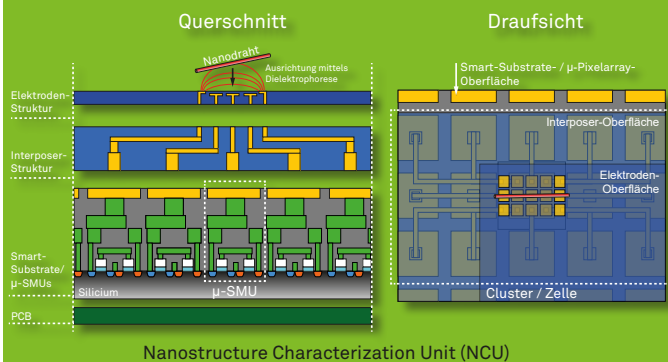 Querschnitt
Draufsicht
Nanodraht
Ausrichtung mittels
Dielektrophorese
Elektroden-
Struktur
Interposer-
Struktur
Smart-
Substrate/
µ-SMUs
Silicium
µ-SMU
PCB
Smart-Substrate- / µ-Pixelarray-
Oberfläche
Interposer-Oberfläche
Elektroden-
Oberfläche
Cluster / Zelle
Nanostructure Characterization Unit (NCU)